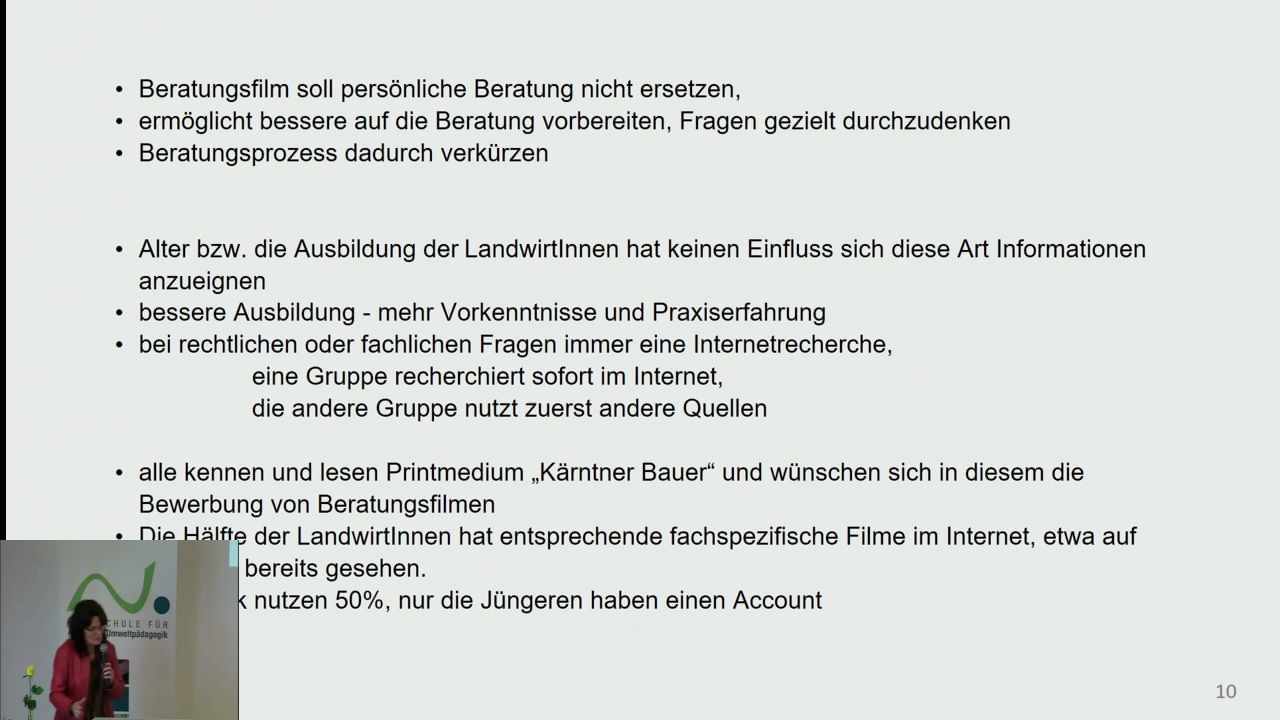 • Beratungsfilm soll persönliche Beratung nicht ersetzen,
• ermöglicht bessere auf die Beratung vorbereiten, Fragen gezielt durchzudenken
• Beratungsprozess dadurch verkürzen
• Alter bzw. die Ausbildung der LandwirtInnen hat keinen Einfluss sich diese Art Informationen
anzueignen
• bessere Ausbildung - mehr Vorkenntnisse und Praxiserfahrung
• bei rechtlichen oder fachlichen Fragen immer eine Internetrecherche,
eine Gruppe recherchiert sofort im Internet,
die andere Gruppe nutzt zuerst andere Quellen
• alle kennen und lesen Printmedium „Kärntner Bauer“ und wünschen sich in diesem die
Bewerbung von Beratungsfilmen
• Die Hälfte der LandwirtInnen hat entsprechende fachspezifische Filme im Internet, etwa auf
bereits gesehen.
nutzen 50%, nur die Jüngeren haben einen Account
CHULE FÜR
Umweltpädagogik
10